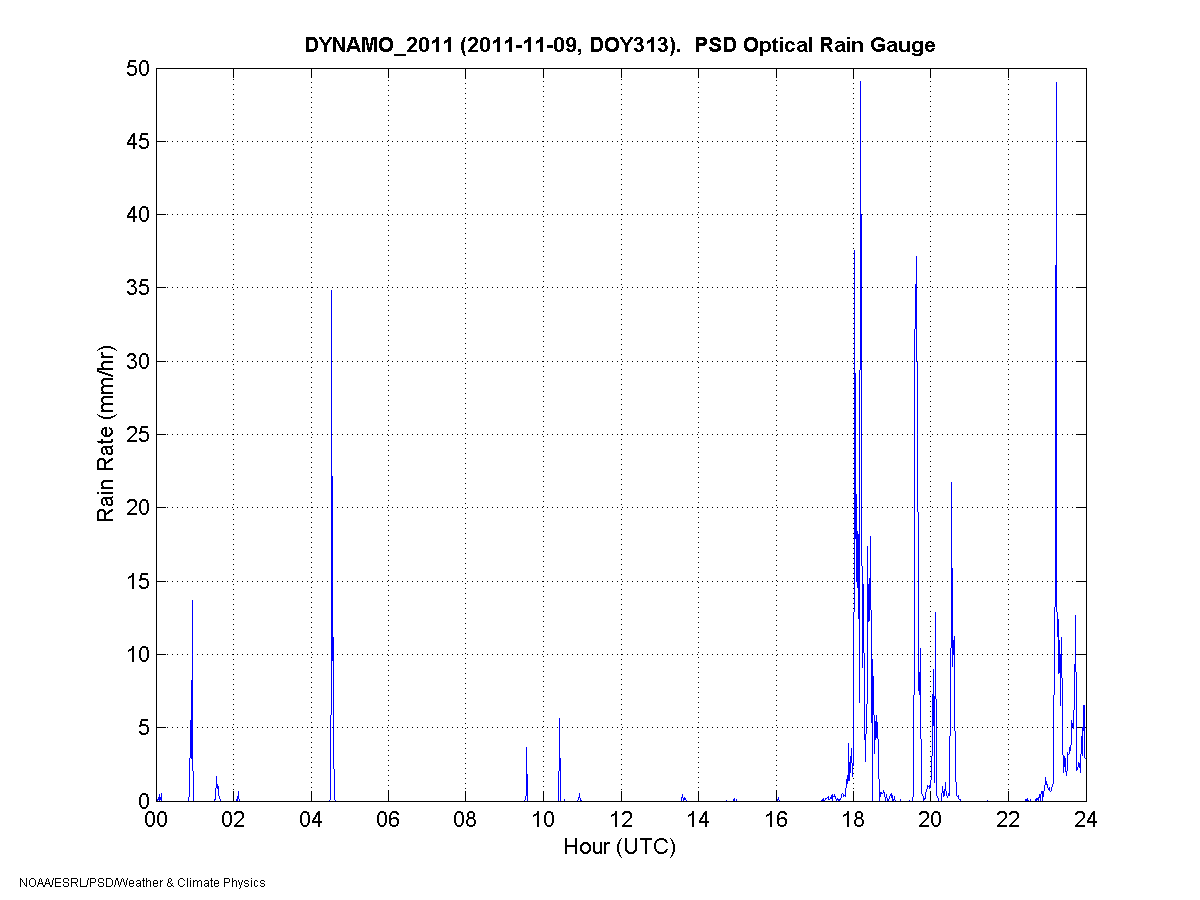 DYNAMO_2011 (2011-11-09, DOY313).  PSD Optical Rain Gauge
50
45
40
35
30
25
20
15
10
5
0
Rain Rate (mm/hr)
00 02 04 06 08 10 12 14 16 18 20 22 24
Hour (UTC)
NOAA/ESRL/PSD/Weather & Climate Physics